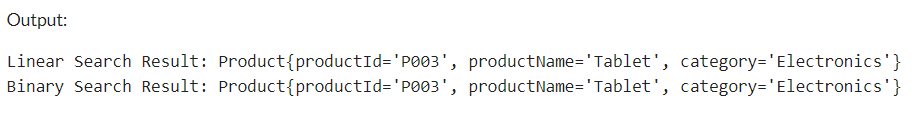 Output:
Linear Search Result: Product{productId='P003', productName='Tablet', category='Electronics'}
Binary Search Result: Product{productId='P003', productName='Tablet', category='Electronics'}